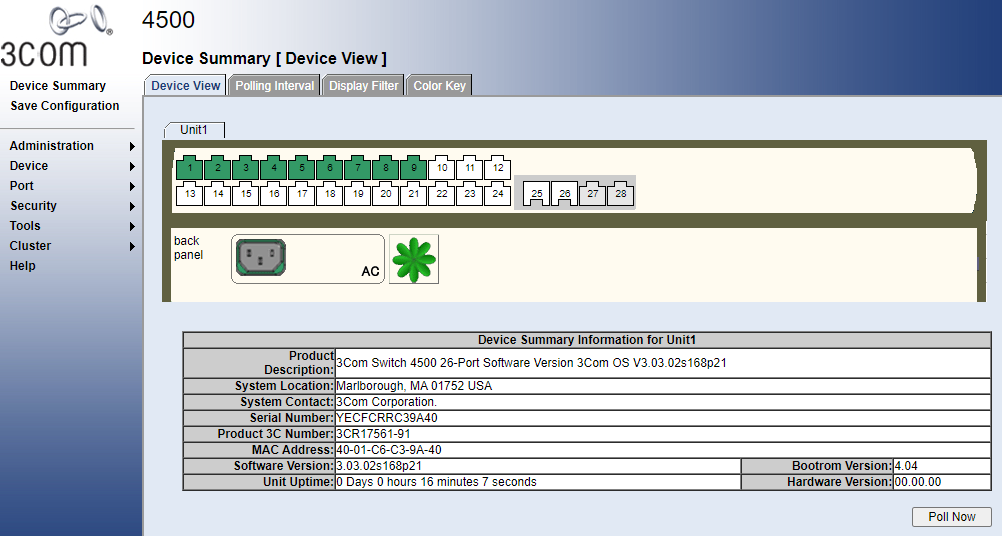 4500
3com ®
Device Summary [ Device View ]
Device View Polling Interval Display Filter Color Key
Device Summary
Save Configuration
Administration
Device
Port
Security
Tools
Cluster
Help
Unit1
1 2 3 4 5 6 7 8 9 10 11 12
13 14 15 16 17 18 19 20 21 22 23 24 25 26 27 28
back
panel
AC
Device Summary Information for Unit1
Product
Description: 3Com Switch 4500 26-Port Software Version 3Com OS V3.03.02s168p21
System Location: Marlborough, MA 01752 USA
System Contact: 3Com Corporation.
Serial Number: YECFCRRC39A40
Product 3C Number: 3CR17561-91
MAC Address: 40-01-C6-C3-9A-40
Software Version: 3.03.02s168p21 Bootrom Version: 4.04
Unit Uptime: 0 Days 0 hours 16 minutes 7 seconds Hardware Version: 00.00.00
Poll Now